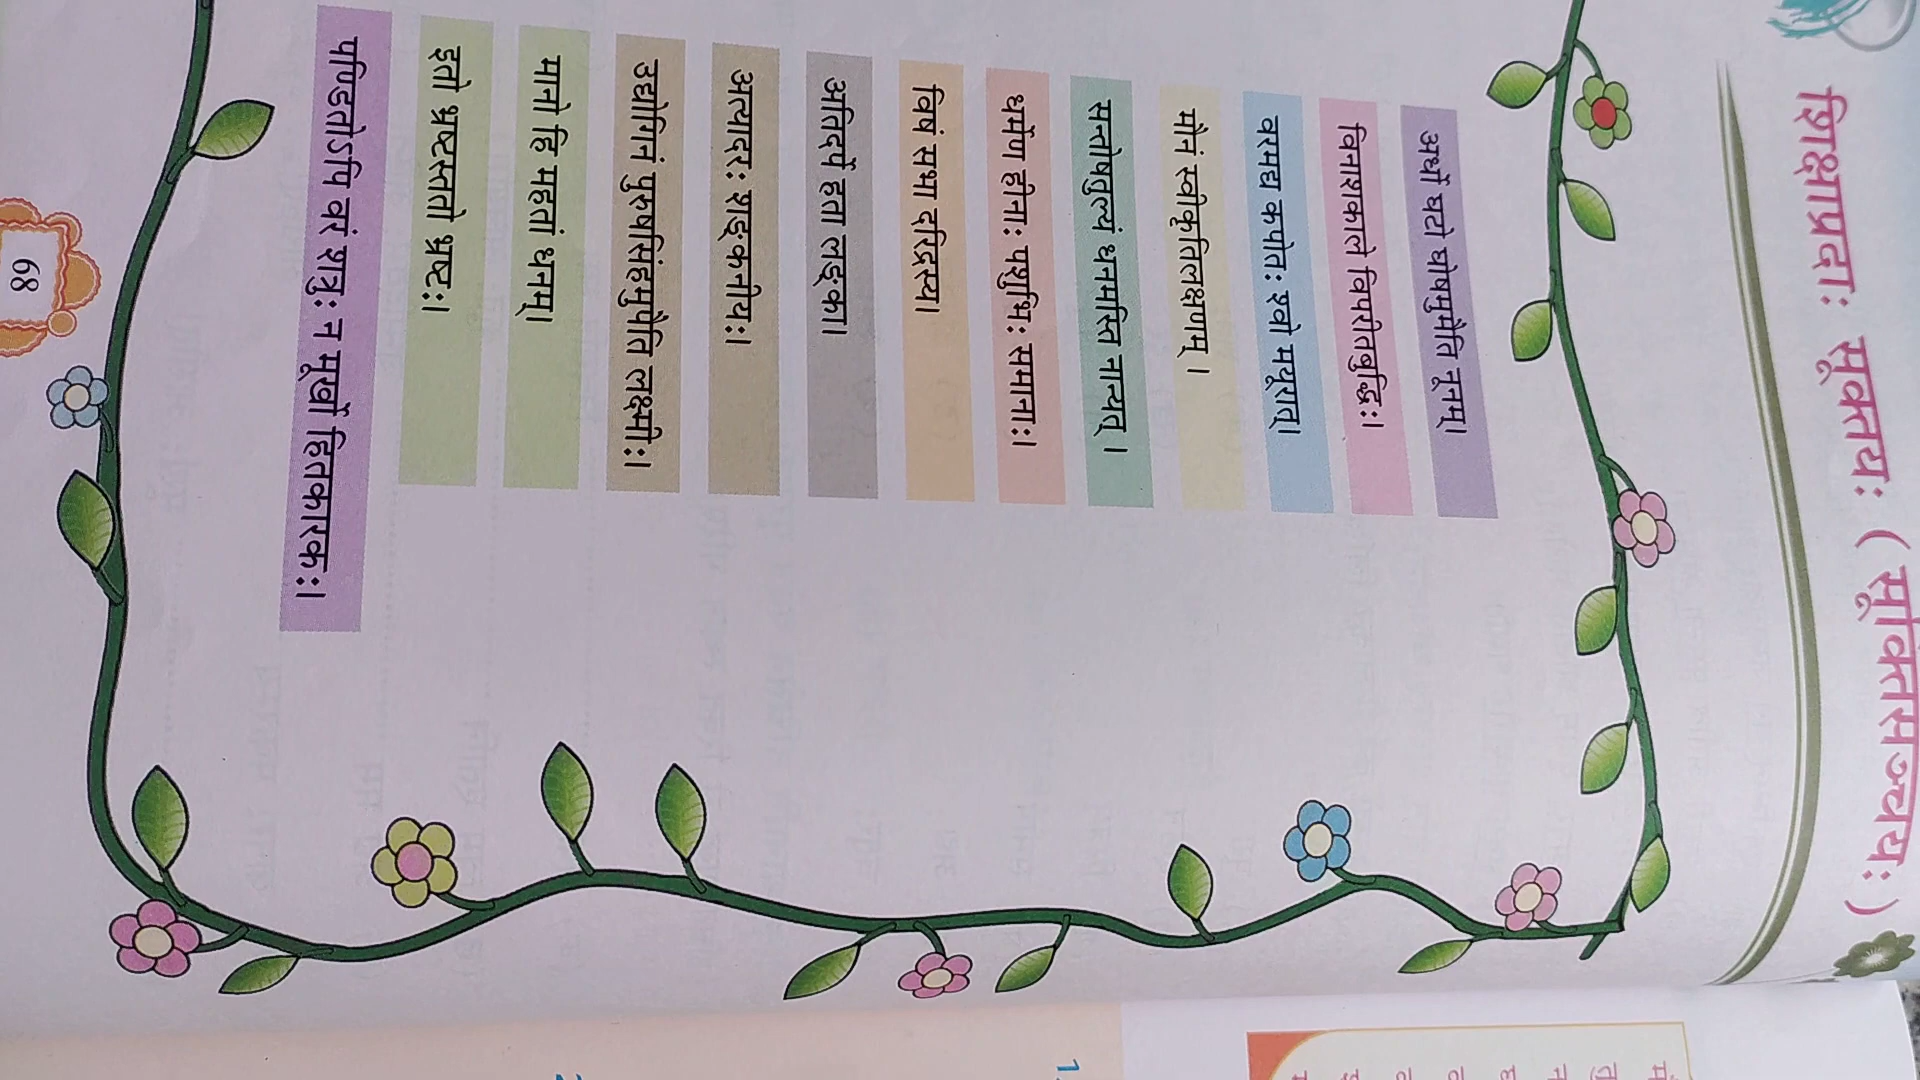 शिक्षाप्रदाः सूक्तयः ( सूक्तिसञ्चयः )
अर्धो घटो घोषमुपैति नूनम्।
विनाशकाले विपरीतबुद्धिः।
वरमद्य कपोतः श्वो मयूरात्।
मौनं स्वीकृतिलक्षणम् ।
सन्तोषतुल्यं धनमस्ति नान्यत् ।
धर्मेण हीनाः पशुभिः समानाः।
विषं सभा दरिद्रस्य।
अतिदर्पे हता लङ्का।
अत्यादरः शङ्कनीयः।
उद्योगिनं पुरुषसिंहमुपैति लक्ष्मीः।
मानो हि महतां धनम्।
इतो भ्रष्टस्ततो भ्रष्टः।
पण्डितोऽपि वरं शत्रुः न मूर्खो हितकारकः।
68
1.